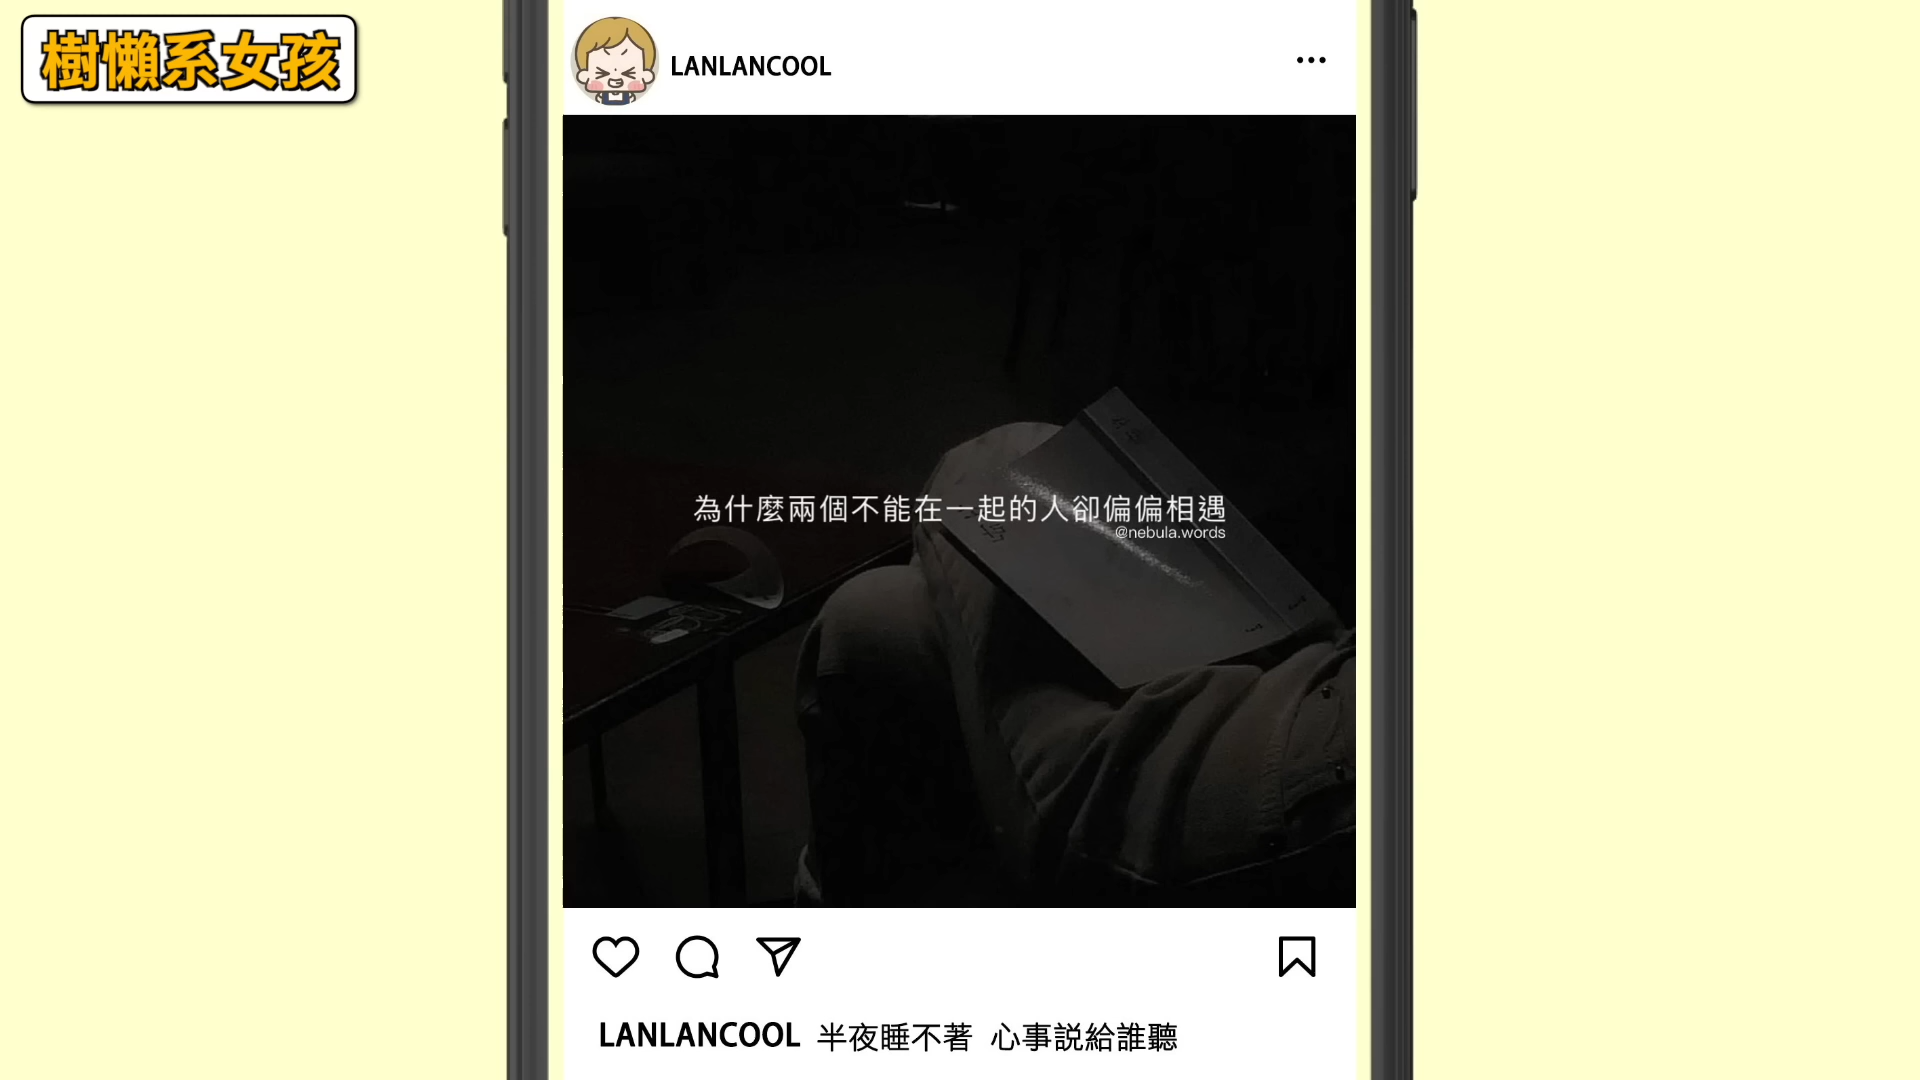 樹懶系女孩
LANLANCOOL
為什麼兩個不能在一起的人卻偏偏相遇
@nebula.words
LANLANCOOL 半夜睡不著 心事説給誰聽